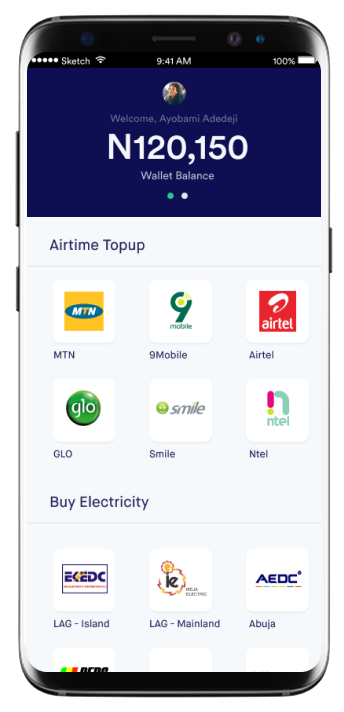 Sketch 9:41 AM 100%
Welcome, Ayobami Adedeji
N120,150
Wallet Balance
Airtime Topup
MTN
9
mobile
airtel
MTN 9Mobile Airtel
glo
smile
ntel
GLO Smile Ntel
Buy Electricity
EKEDC
ie
IKEJA
ELECTRIC
AEDC
LAG - Island LAG - Mainland Abuja